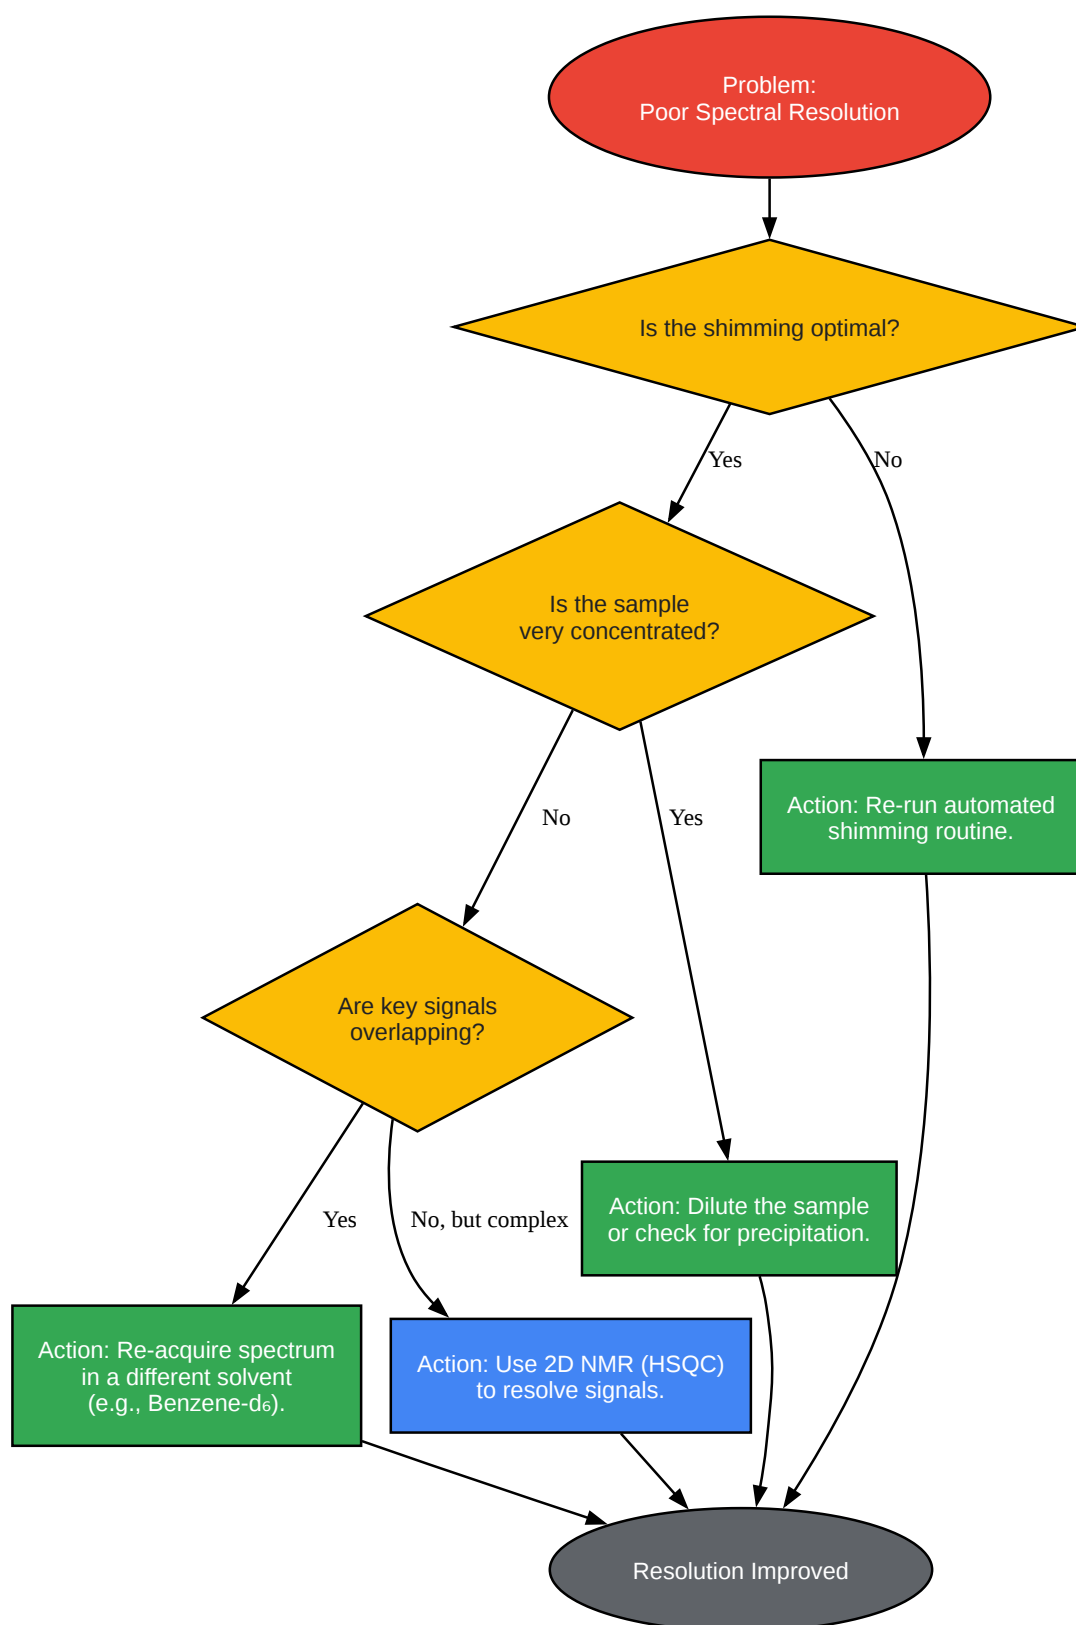 Problem:
Poor Spectral Resolution
Is the shimming optimal?
Yes
No
Is the sample
very concentrated?
No
Yes
Action: Re-run automated
shimming routine.
Are key signals
overlapping?
Yes
No, but complex
Action: Dilute the sample
or check for precipitation.
Action: Re-acquire spectrum
in a different solvent
(e.g., Benzene-d₆).
Action: Use 2D NMR (HSQC)
to resolve signals.
Resolution Improved